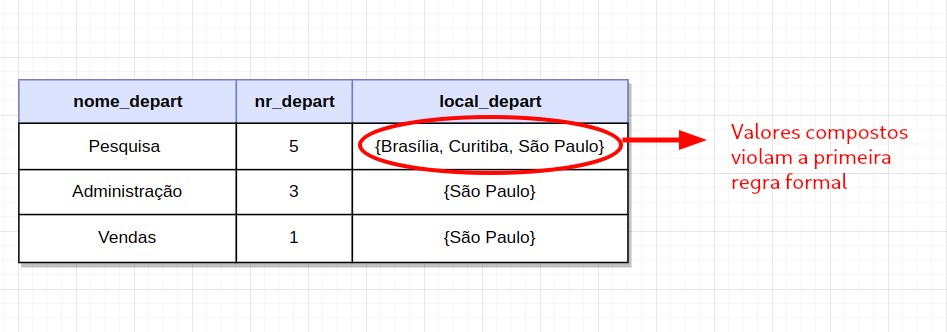 nome_depart nr_depart local_depart
Pesquisa 5 {Brasília, Curitiba, São Paulo}
Administração 3 {São Paulo}
Vendas 1 {São Paulo}
Valores compostos
violam a primeira
regra formal